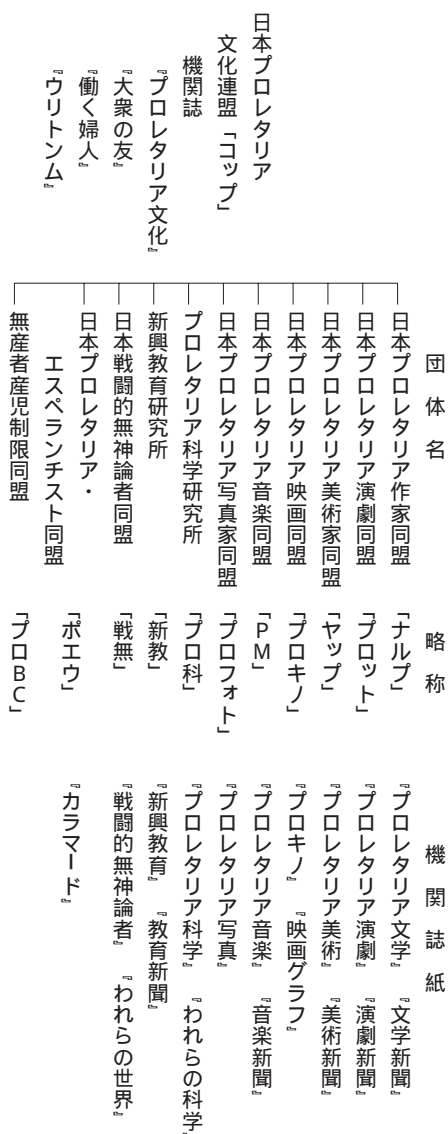 団体名　略称　機関誌紙
日本プロレタリア作家同盟　「ナルプ」　『プロレタリア文学』『文学新聞』
日本プロレタリア演劇同盟　「プロット」　『プロレタリア演劇』『演劇新聞』
日本プロレタリア美術家同盟　「ヤップ」　『プロレタリア美術』『美術新聞』
日本プロレタリア映画同盟　「プロキノ」　『プロキノ』『映画グラフ』
日本プロレタリア音楽同盟　「PM」　『プロレタリア音楽』『音楽新聞』
日本プロレタリア写真家同盟　「プロフォト」　『プロレタリア写真』
プロレタリア科学研究所　「プロ科」　『プロレタリア科学』『われらの科学』
新興教育研究所　「新教」　『新興教育』『教育新聞』
日本戦闘的無神論者同盟　「戦無」　『戦闘的無神論者』『われらの世界』
日本プロレタリア・
エスペランチスト同盟　「ポエウ」　『カラマード』
無産者産児制限同盟　「プロBC」
日本プロレタリア
文化連盟「コップ」
機関誌
『プロレタリア文化』
『大衆の友』
『働く婦人』
『ウリトンム』